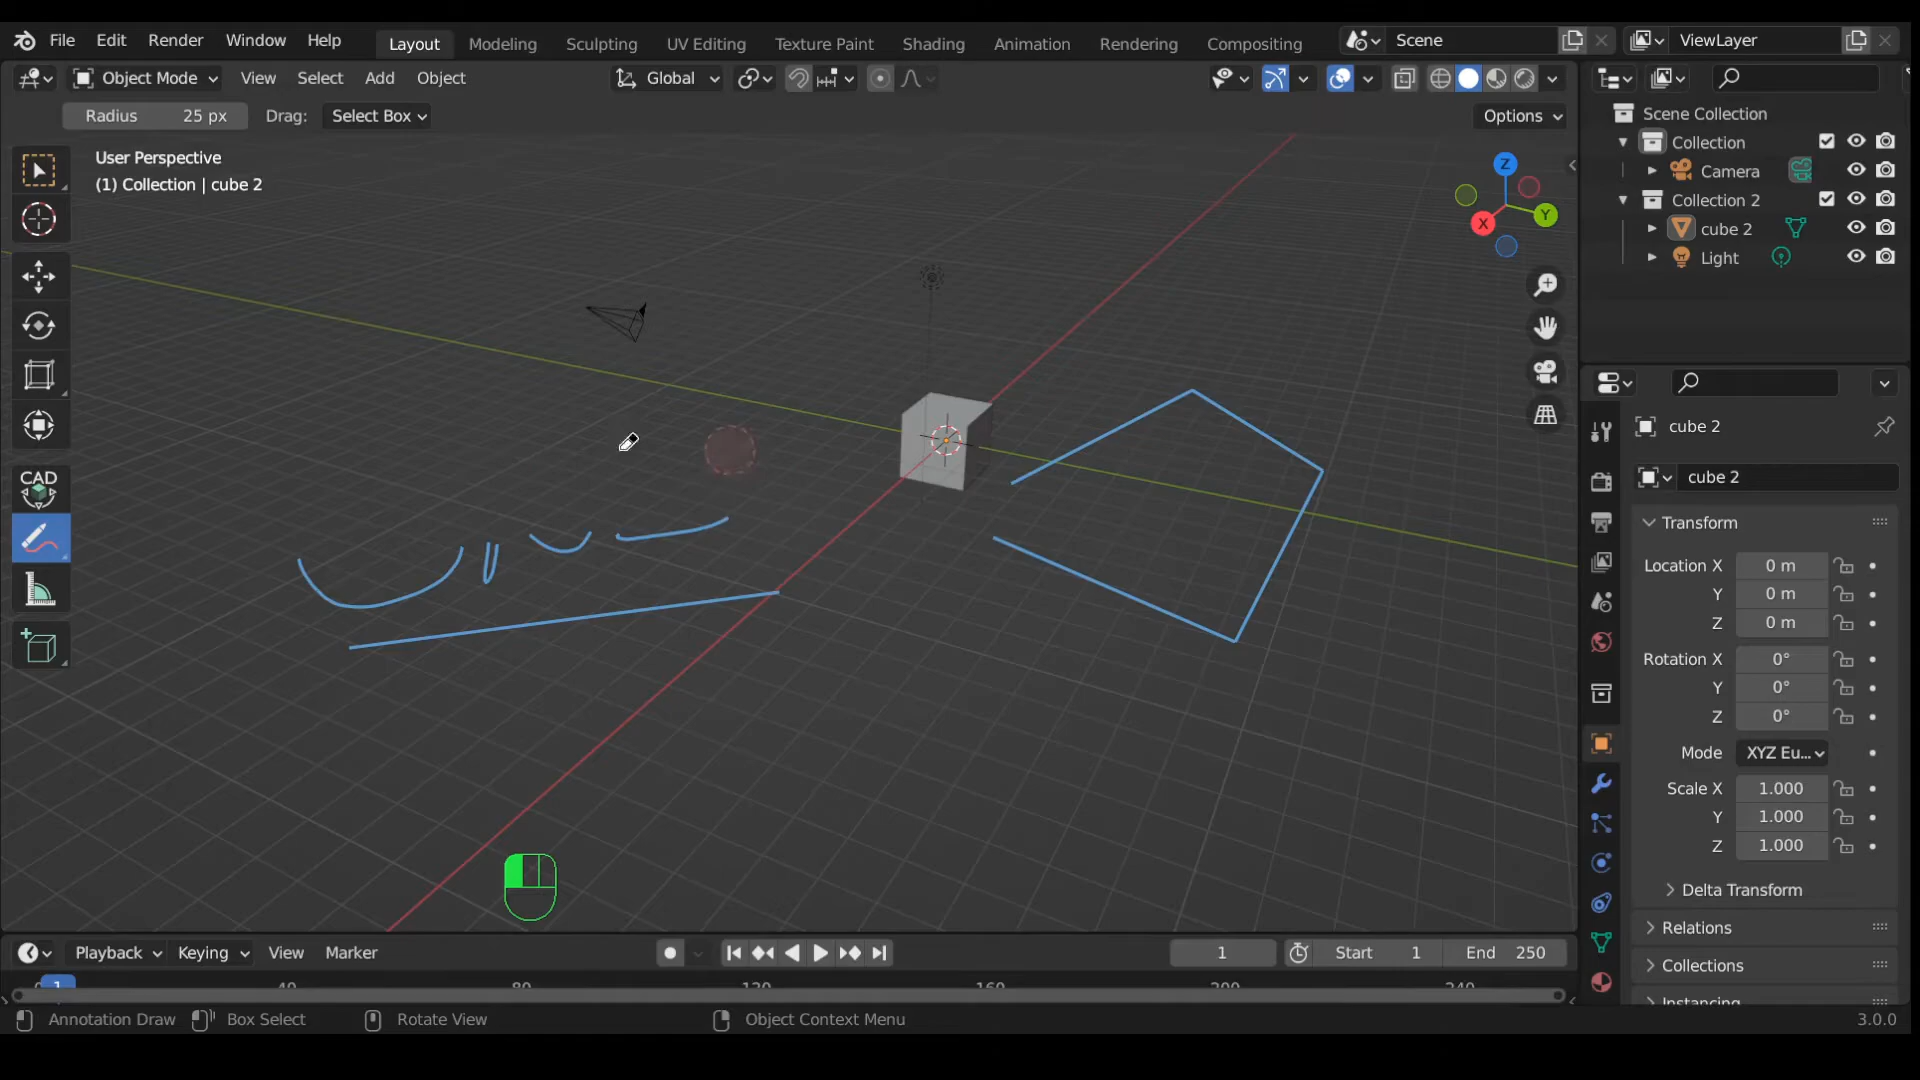 File Edit Render Window Help Layout Modeling Sculpting UV Editing Texture Paint Shading Animation Rendering Compositing Scene ViewLayer
Object Mode View Select Add Object Global
Radius 25 px Drag: Select Box Options
User Perspective
(1) Collection | cube 2
Z
Y
X
CAD
Scene Collection
Collection
Camera
Collection 2
cube 2
Light
cube 2
cube 2
Transform
Location X 0 m
Y 0 m
Z 0 m
Rotation X 0°
Y 0°
Z 0°
Mode XYZ Eu...
Scale X 1.000
Y 1.000
Z 1.000
Delta Transform
Relations
Collections
Instancing
Playback Keying View Marker 1 Start 1 End 250
1 40 80 120 160 200 240
Annotation Draw Box Select Rotate View Object Context Menu 3.0.0